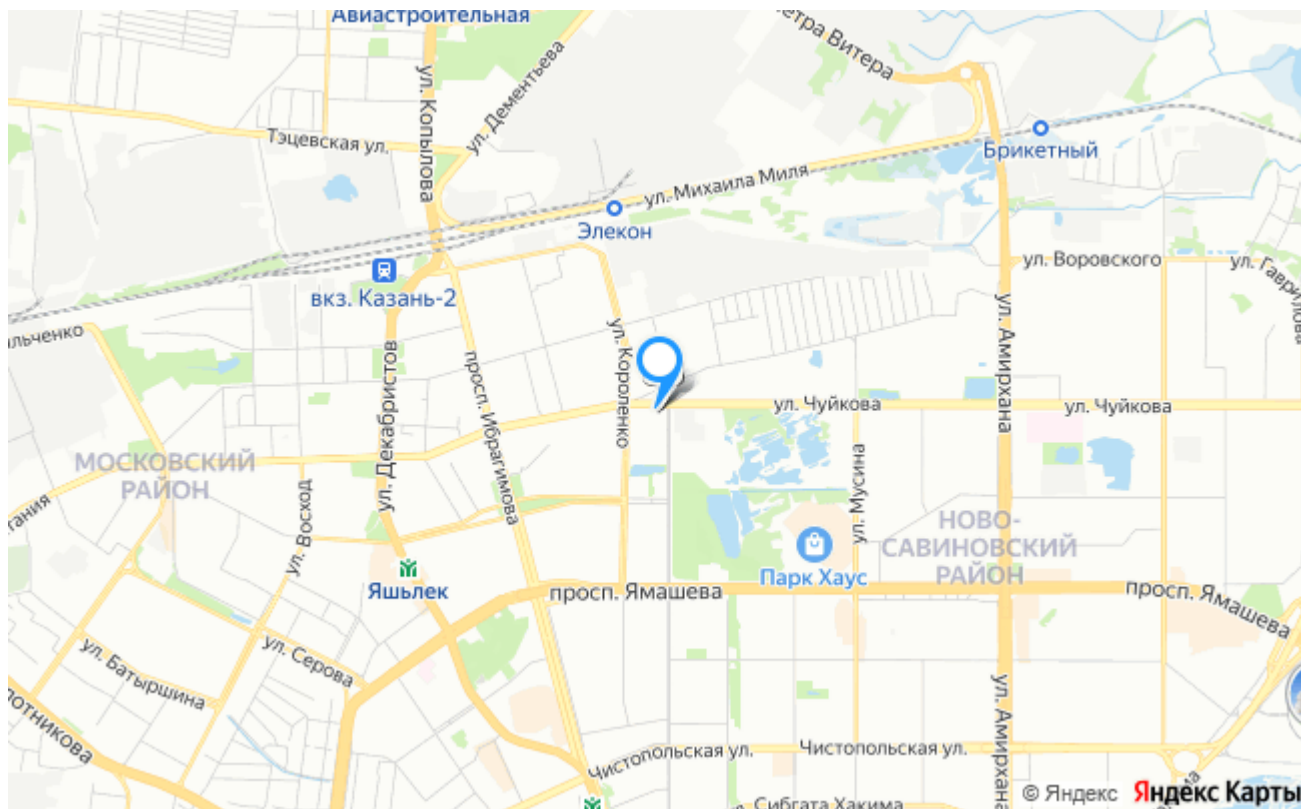 Авиастроительная
етра Витера
ул. Копылова
ул. Дементьева
Тэцевская ул.
Брикетный
ул. Михаила Миля
Элекон
вкз. Казань-2
ул. Воровского
ул. Гаврилова
льченко
ул. Короленко
ул. Амирхана
просп. Ибрагимова
ул. Декабристов
ул. Чуйкова
ул. Чуйкова
МОСКОВСКИЙ
РАЙОН
тания
ул. Восход
ул. Мусина
НОВО-
САВИНОВСКИЙ
РАЙОН
Парк Хаус
Яшьлек
просп. Ямашева
просп. Ямашева
ул. Серова
ул. Батыршина
лотникова
ул. Амирхана
Чистопольская ул.
Чистопольская ул.
© Яндекс
Яндекс Карты
Сибгата Хакима